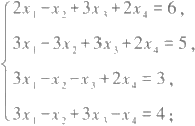 2x₁-x₂+3x₃+2x₄=6,
3x₁-3x₂+3x₃+2x₄=5,
3x₁-x₂-x₃+2x₄=3,
3x₁-x₂+3x₃-x₄=4;